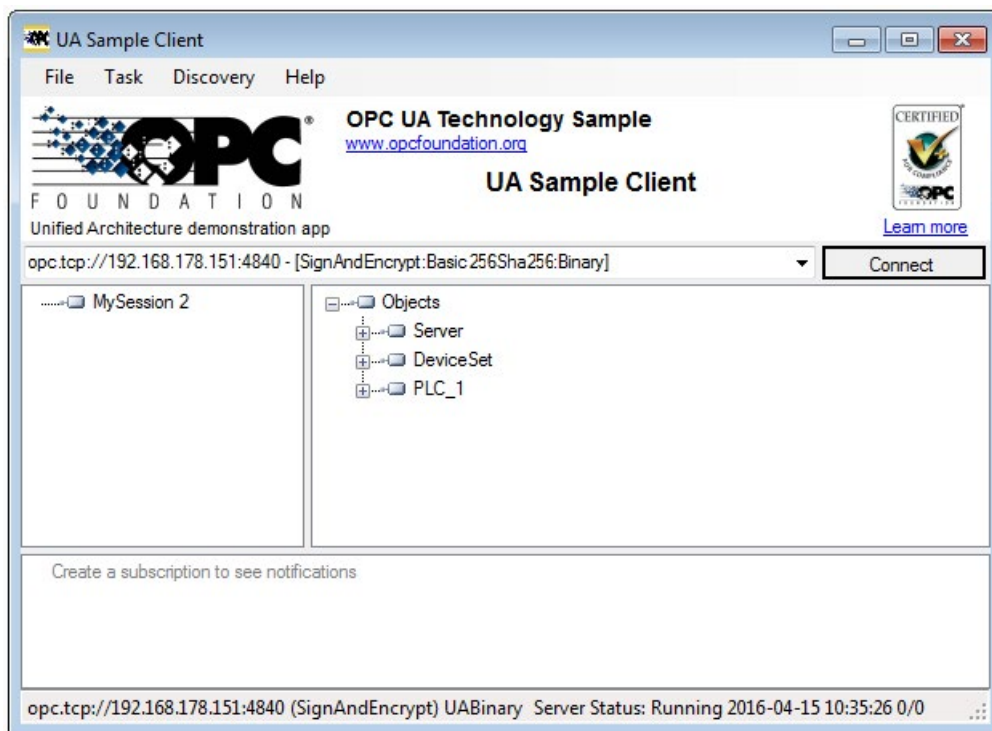 UA Sample Client
File Task Discovery Help
OPC®
FOUNDATION
Unified Architecture demonstration app
OPC UA Technology Sample
www.opcfoundation.org
UA Sample Client
CERTIFIED
FOR COMPLIANCE
OPC
Learn more
opc.tcp://192.168.178.151:4840 - [SignAndEncrypt:Basic256Sha256:Binary]
Connect
MySession 2
Objects
Server
DeviceSet
PLC_1
Create a subscription to see notifications
opc.tcp://192.168.178.151:4840 (SignAndEncrypt) UABinary Server Status: Running 2016-04-15 10:35:26 0/0